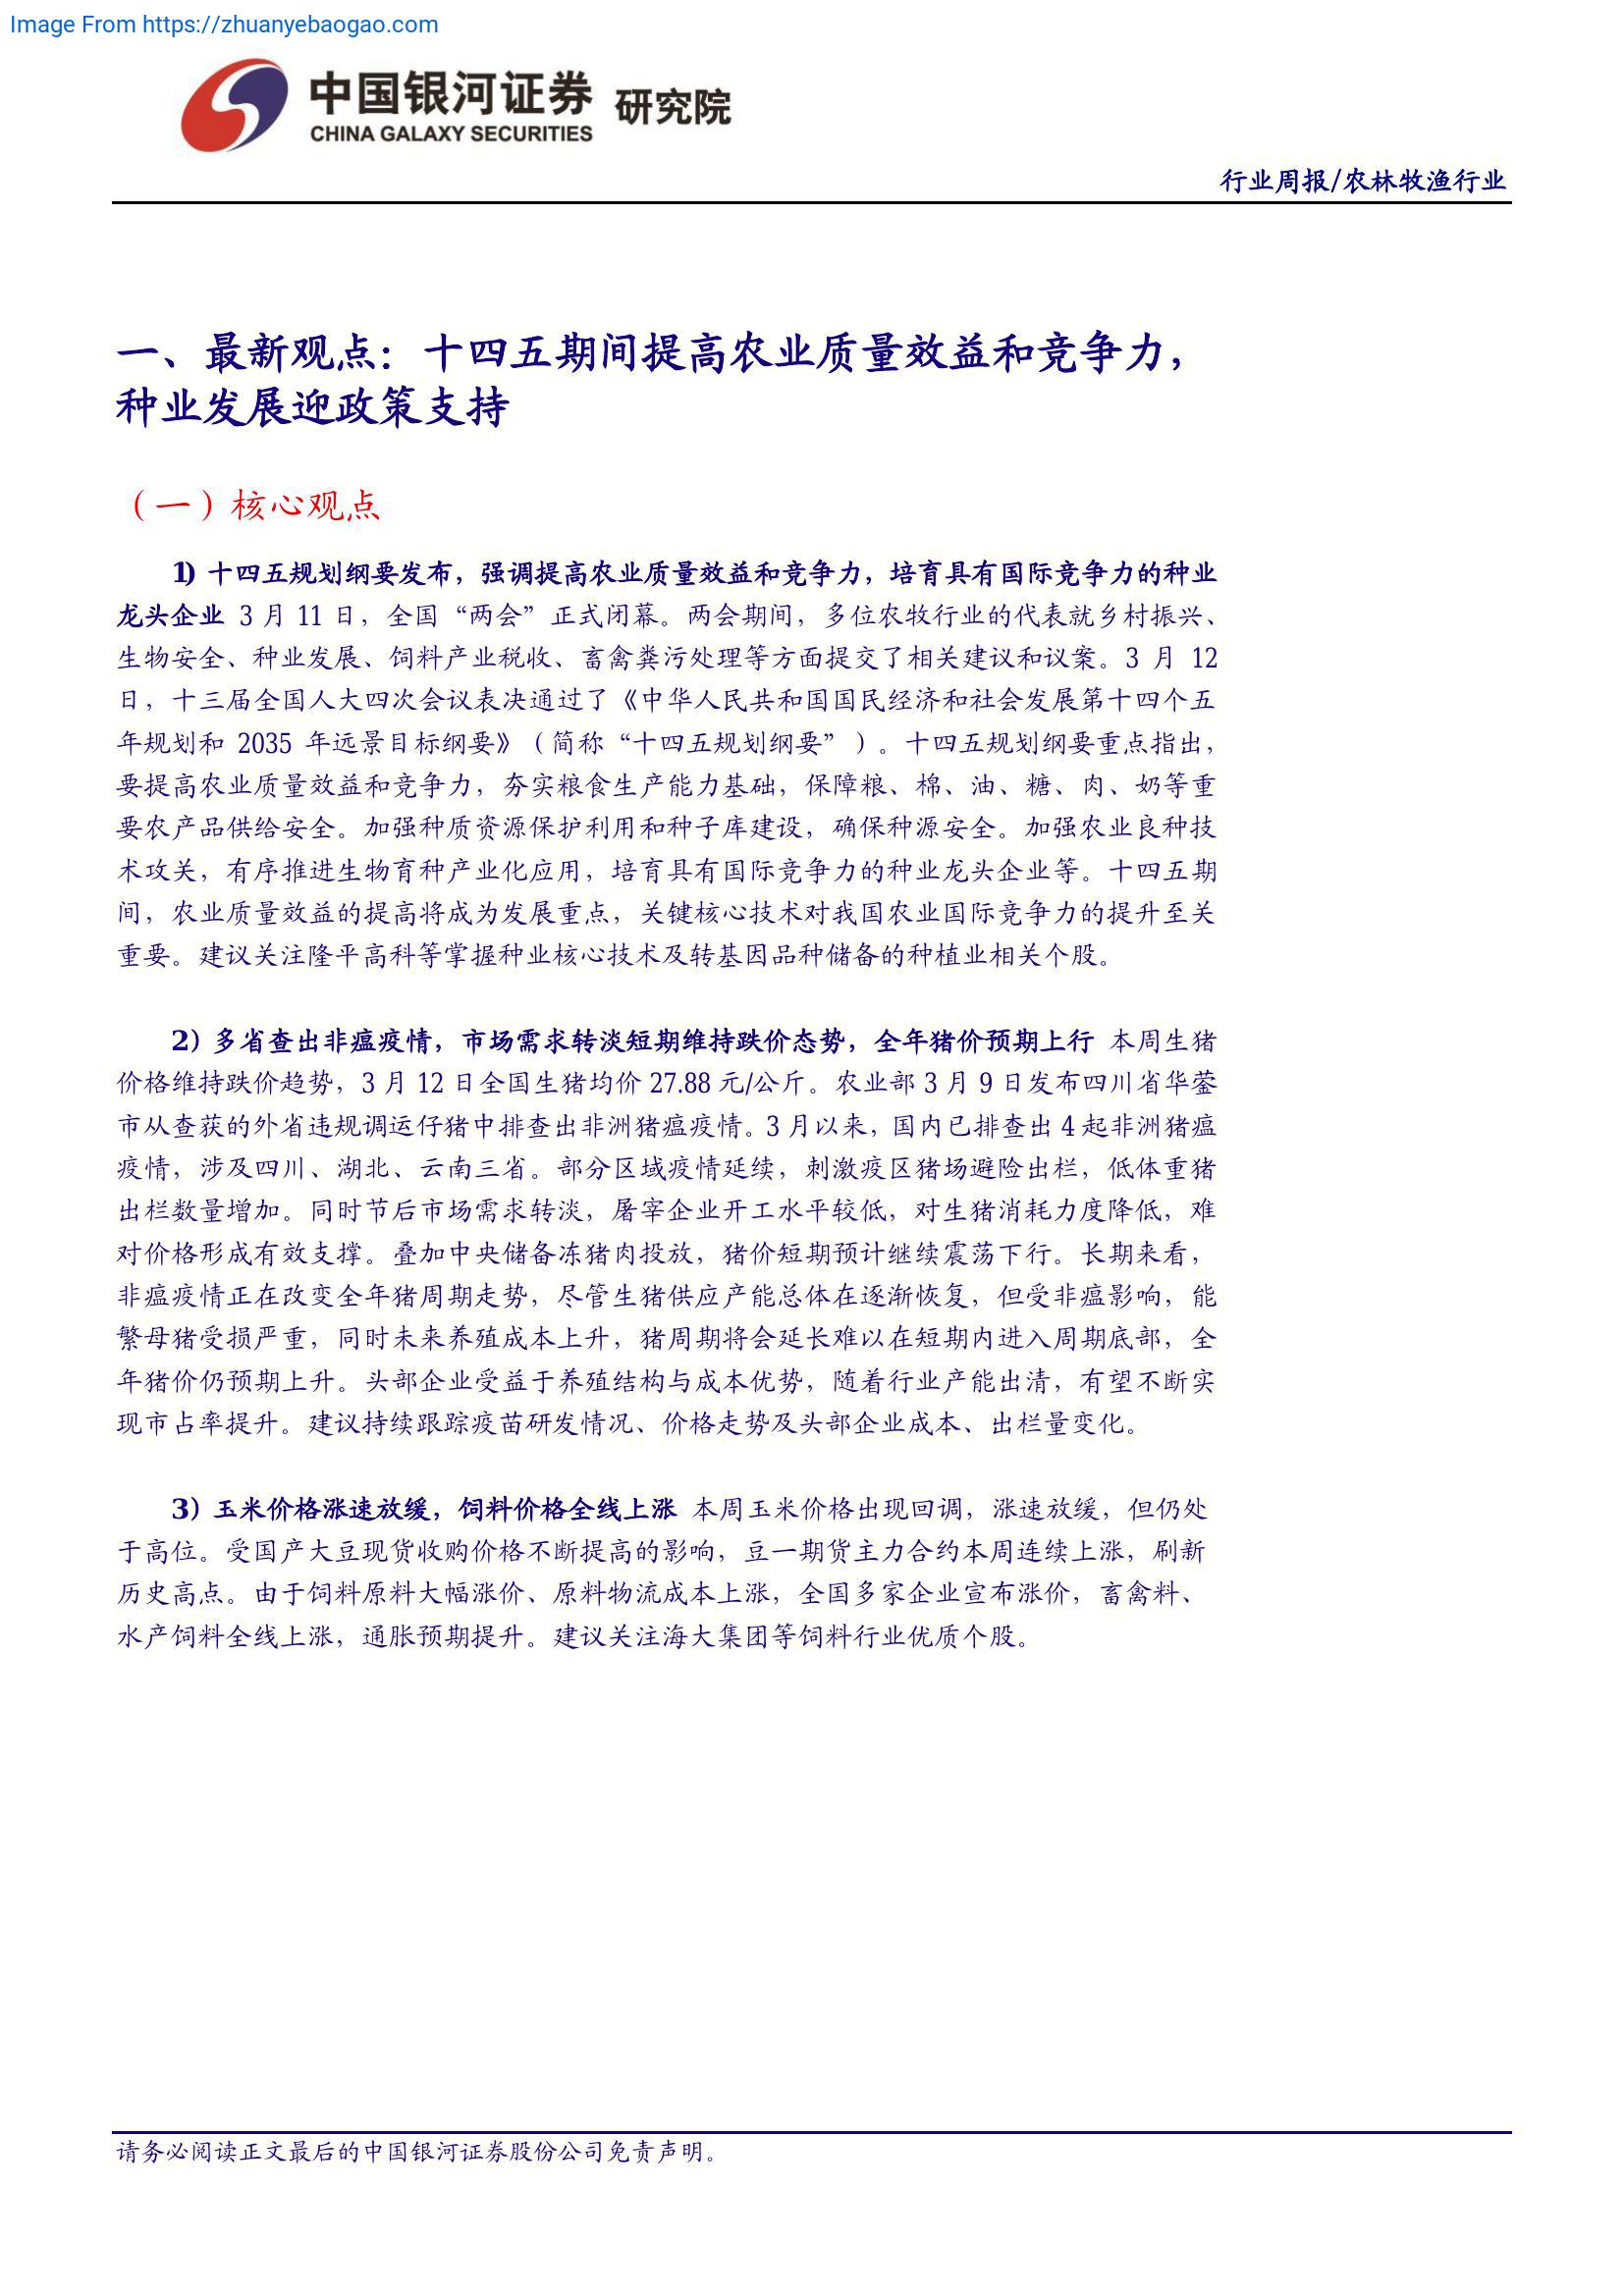 Image From https://zhuanyebaogao.com
中国银河证券 研究院
CHINA GALAXY SECURITIES
行业周报/农林牧渔行业
一、最新观点：十四五期间提高农业质量效益和竞争力，
种业发展迎政策支持
（一）核心观点
1) 十四五规划纲要发布，强调提高农业质量效益和竞争力，培育具有国际竞争力的种业
龙头企业 3 月 11 日，全国“两会”正式闭幕。两会期间，多位农牧行业的代表就乡村振兴、
生物安全、种业发展、饲料产业税收、畜禽粪污处理等方面提交了相关建议和议案。3 月 12
日，十三届全国人大四次会议表决通过了《中华人民共和国国民经济和社会发展第十四个五
年规划和 2035 年远景目标纲要》（简称“十四五规划纲要”）。十四五规划纲要重点指出，
要提高农业质量效益和竞争力，夯实粮食生产能力基础，保障粮、棉、油、糖、肉、奶等重
要农产品供给安全。加强种质资源保护利用和种子库建设，确保种源安全。加强农业良种技
术攻关，有序推进生物育种产业化应用，培育具有国际竞争力的种业龙头企业等。十四五期
间，农业质量效益的提高将成为发展重点，关键核心技术对我国农业国际竞争力的提升至关
重要。建议关注隆平高科等掌握种业核心技术及转基因品种储备的种植业相关个股。
2）多省查出非瘟疫情，市场需求转淡短期维持跌价态势，全年猪价预期上行 本周生猪
价格维持跌价趋势，3 月 12 日全国生猪均价 27.88 元/公斤。农业部 3 月 9 日发布四川省华蓥
市从查获的外省违规调运仔猪中排查出非洲猪瘟疫情。3 月以来，国内已排查出 4 起非洲猪瘟
疫情，涉及四川、湖北、云南三省。部分区域疫情延续，刺激疫区猪场避险出栏，低体重猪
出栏数量增加。同时节后市场需求转淡，屠宰企业开工水平较低，对生猪消耗力度降低，难
对价格形成有效支撑。叠加中央储备冻猪肉投放，猪价短期预计继续震荡下行。长期来看，
非瘟疫情正在改变全年猪周期走势，尽管生猪供应产能总体在逐渐恢复，但受非瘟影响，能
繁母猪受损严重，同时未来养殖成本上升，猪周期将会延长难以在短期内进入周期底部，全
年猪价仍预期上升。头部企业受益于养殖结构与成本优势，随着行业产能出清，有望不断实
现市占率提升。建议持续跟踪疫苗研发情况、价格走势及头部企业成本、出栏量变化。
3）玉米价格涨速放缓，饲料价格全线上涨 本周玉米价格出现回调，涨速放缓，但仍处
于高位。受国产大豆现货收购价格不断提高的影响，豆一期货主力合约本周连续上涨，刷新
历史高点。由于饲料原料大幅涨价、原料物流成本上涨，全国多家企业宣布涨价，畜禽料、
水产饲料全线上涨，通胀预期提升。建议关注海大集团等饲料行业优质个股。
请务必阅读正文最后的中国银河证券股份公司免责声明。